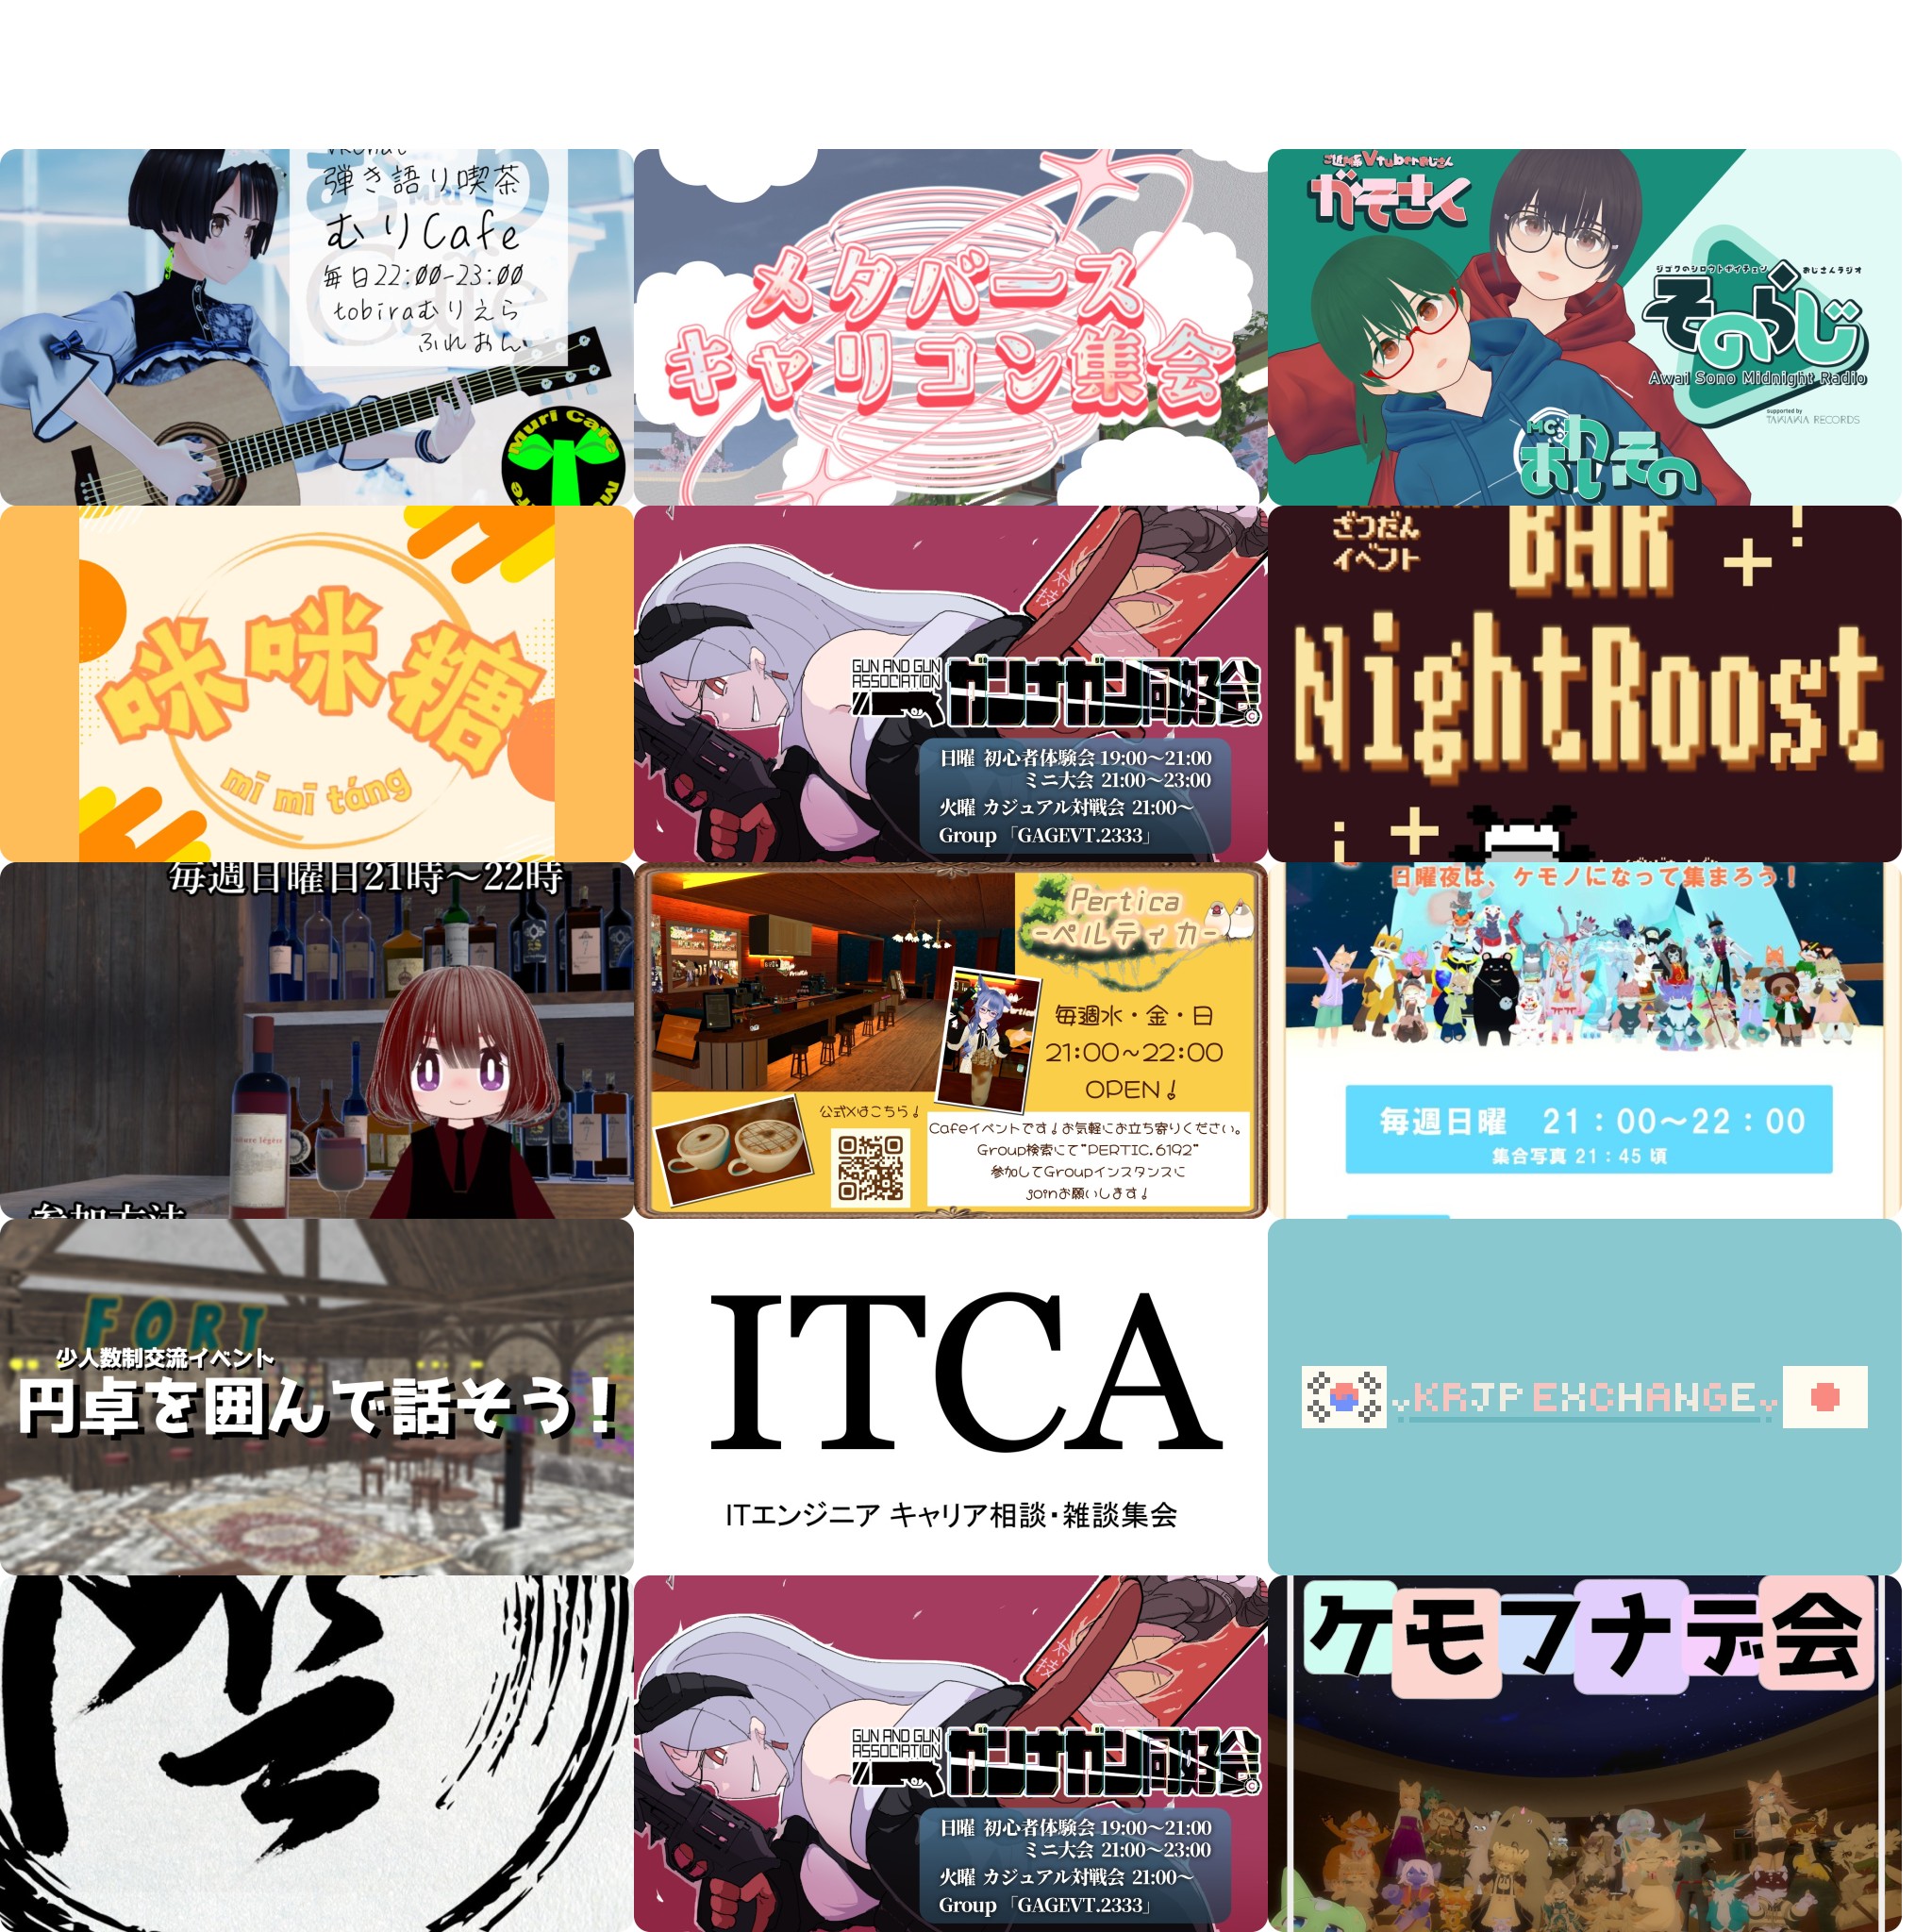 弾き語り喫茶
むりCafe
毎日22:00-23:00
tobiraむりえら
ふれおん
Muri Cafe
メタバース
キャリコン集会
がそさく
ジゴクのシロウトデイチェン おじさんラジオ
そのらじ
Awai Sono Midnight Radio
supported by
TAWAWA RECORDS
MC:
あわいその
咪咪糖
mī mī táng
GUN AND GUN
ASSOCIATION
ガンナガン同好会
日曜 初心者体験会 19:00〜21:00
ミニ大会 21:00〜23:00
火曜 カジュアル対戦会 21:00〜
Group 「GAGEVT.2333」
ざつだん
イベント
BAR
NightRoost
毎週日曜日21時〜22時
Pertica
-ペルティカ-
毎週水・金・日
21:00~22:00
OPEN!
公式Xはこちら!
Cafeイベントです!お気軽にお立ち寄りください。
Group検索にて"PERTIC.6192"
参加してGroupインスタンスに
joinお願いします!
日曜夜は、ケモノになって集まろう!
毎週日曜 21:00〜22:00
集合写真 21:45 頃
FORT
少人数制交流イベント
円卓を囲んで話そう!
ITCA
ITエンジニア キャリア相談・雑談集会
KRJP EXCHANGE
GUN AND GUN
ASSOCIATION
ガンナガン同好会
日曜 初心者体験会 19:00〜21:00
ミニ大会 21:00〜23:00
火曜 カジュアル対戦会 21:00〜
Group 「GAGEVT.2333」
ケモフナデ会